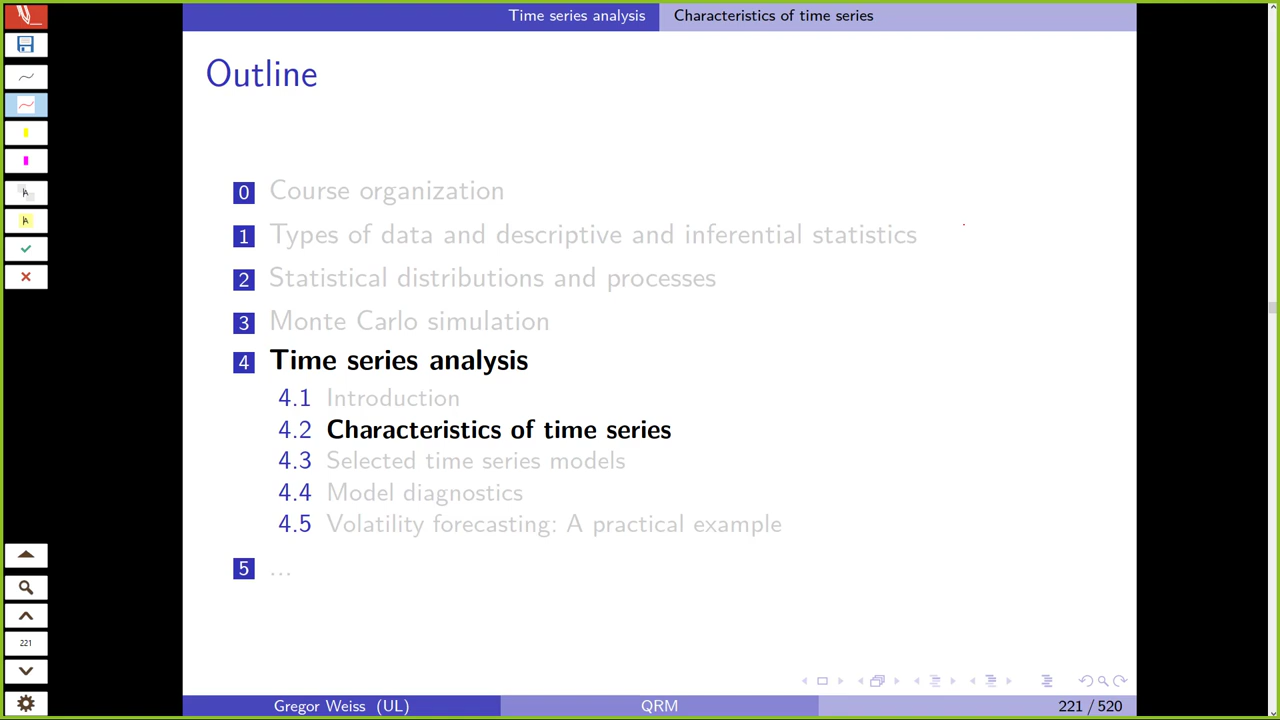 Time series analysis Characteristics of time series
Outline
0 Course organization
1 Types of data and descriptive and inferential statistics
2 Statistical distributions and processes
3 Monte Carlo simulation
4 Time series analysis
4.1 Introduction
4.2 Characteristics of time series
4.3 Selected time series models
4.4 Model diagnostics
4.5 Volatility forecasting: A practical example
5 ...
221
Gregor Weiss (UL) QRM 221 / 520
A
A